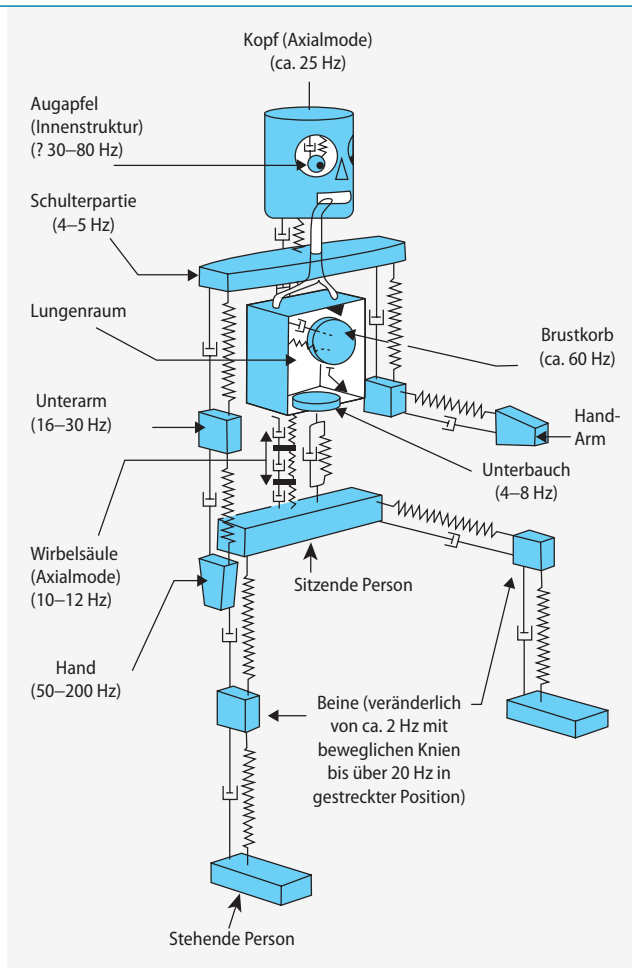 Kopf (Axialmode)
(ca. 25 Hz)
Augapfel
(Innenstruktur)
(? 30–80 Hz)
Schulterpartie
(4–5 Hz)
Lungenraum
Brustkorb
(ca. 60 Hz)
Unterarm
(16–30 Hz)
Hand-
Arm
Unterbauch
(4–8 Hz)
Wirbelsäule
(Axialmode)
(10–12 Hz)
Sitzende Person
Hand
(50–200 Hz)
Beine (veränderlich
von ca. 2 Hz mit
beweglichen Knien
bis über 20 Hz in
gestreckter Position)
Stehende Person